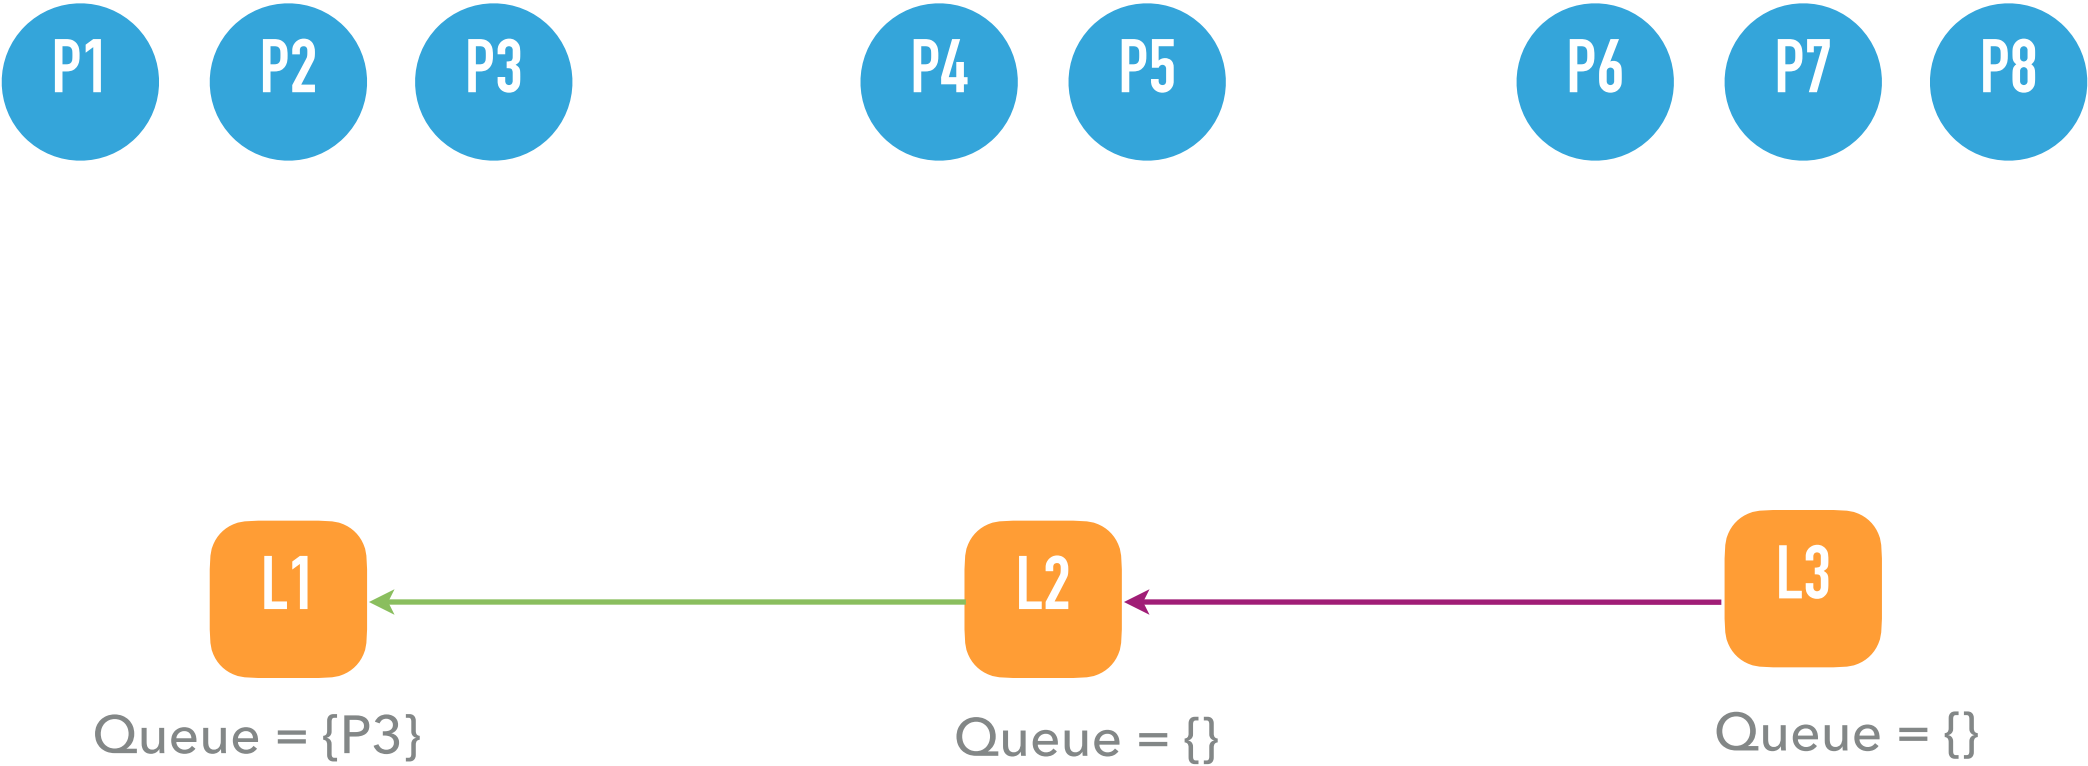 P1 P2 P3 P4 P5 P6 P7 P8
L1 L2 L3
Queue = {P3} Queue = {} Queue = {}